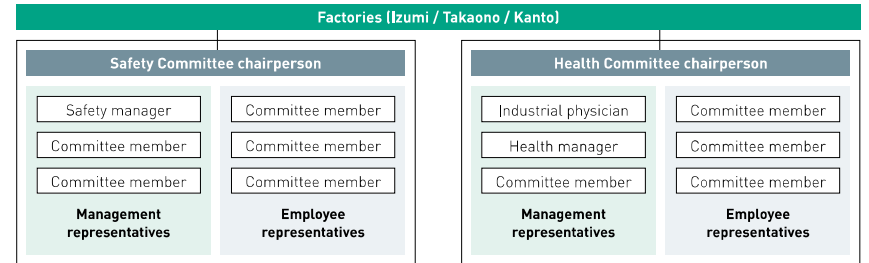 Factories (Izumi / Takaono / Kanto)
Safety Committee chairperson
Safety manager
Committee member
Committee member
Management
representatives
Committee member
Committee member
Committee member
Employee
representatives
Health Committee chairperson
Industrial physician
Health manager
Committee member
Management
representatives
Committee member
Committee member
Committee member
Employee
representatives